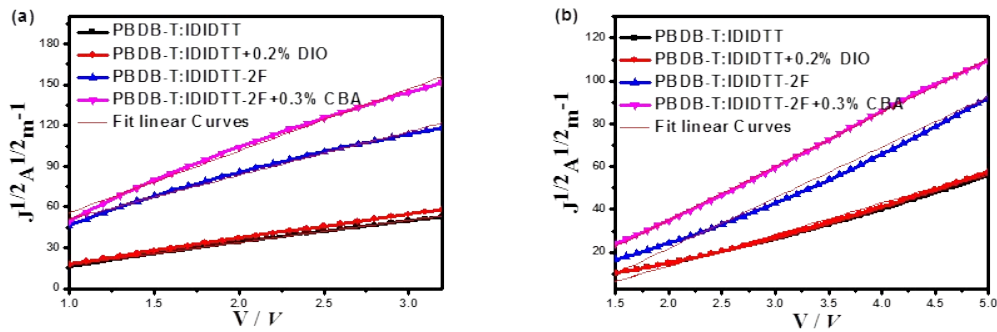 (a)
PBDB-T:IDIDTT
PBDB-T:IDIDTT+0.2% DIO
PBDB-T:IDIDTT-2F
PBDB-T:IDIDTT-2F+0.3% CBA
Fit linear Curves
J1/2A1/2m-1
180
150
120
90
60
30
0
1.0 1.5 2.0 2.5 3.0
V / V
(b)
PBDB-T:IDIDTT
PBDB-T:IDIDTT+0.2% DIO
PBDB-T:IDIDTT-2F
PBDB-T:IDIDTT-2F+0.3% CBA
Fit linear Curves
J1/2A1/2m-1
120
100
80
60
40
20
1.5 2.0 2.5 3.0 3.5 4.0 4.5 5.0
V / V